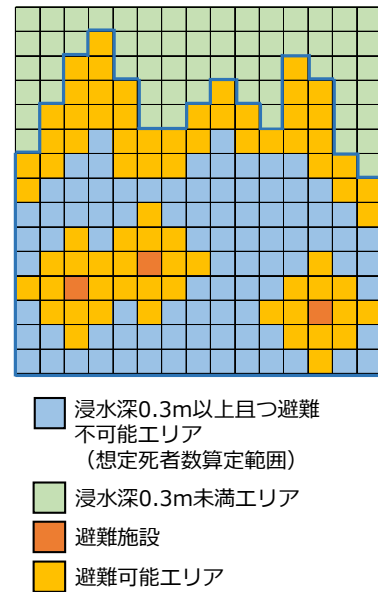 浸水深0.3m以上且つ避難
不可能エリア
（想定死者数算定範囲）
浸水深0.3m未満エリア
避難施設
避難可能エリア